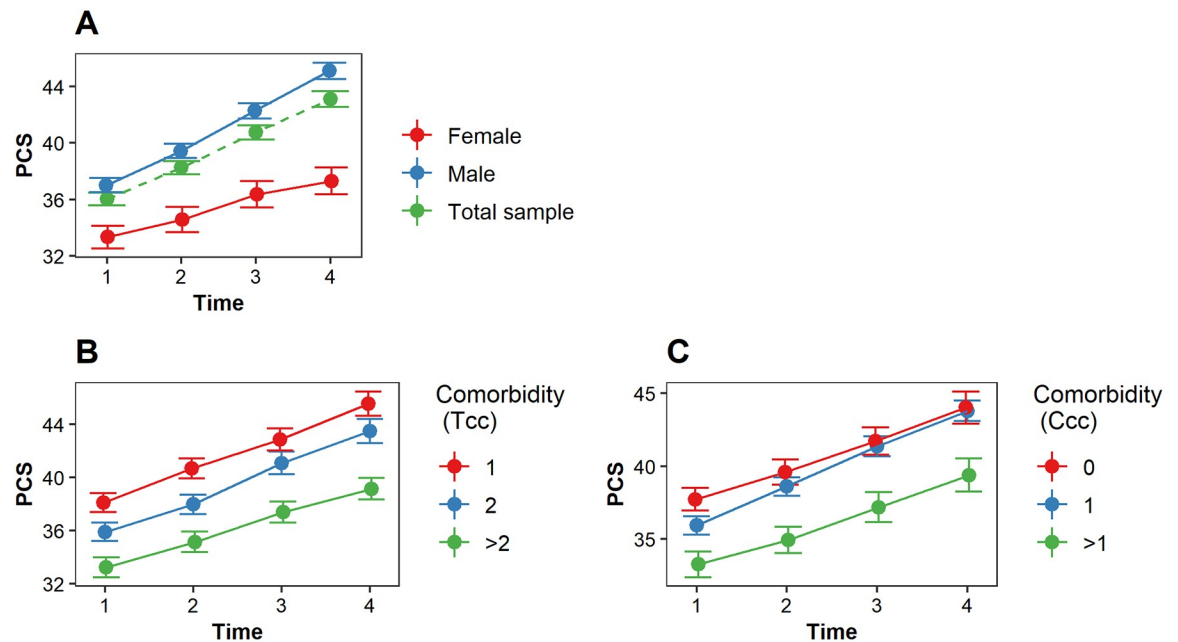 A
PCS
44
40
36
32
1 2 3 4
Time
Female
Male
Total sample
B
PCS
44
40
36
32
1 2 3 4
Time
Comorbidity
(Tcc)
1
2
>2
C
PCS
45
40
35
1 2 3 4
Time
Comorbidity
(Ccc)
0
1
>1